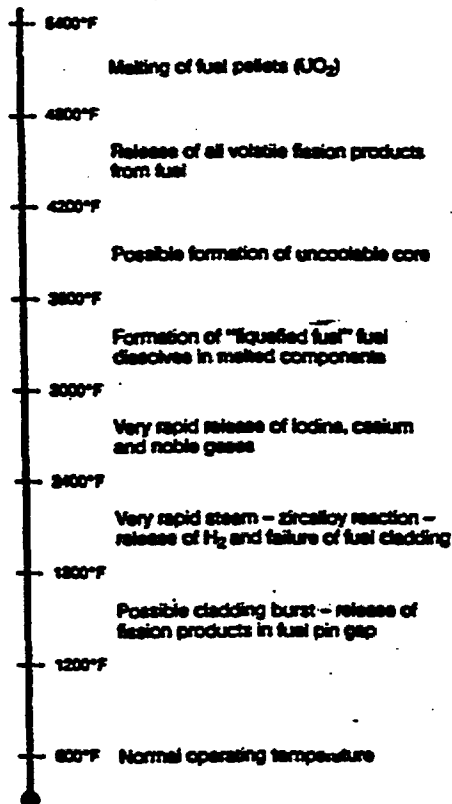 5400°F
Melting of fuel pellets (UO₂)
4800°F
Release of all volatile fission products
from fuel
4200°F
Possible formation of uncoolable core
3600°F
Formation of "liquefied fuel" fuel
dissolves in melted components
3000°F
Very rapid release of iodine, cesium
and noble gases
2400°F
Very rapid steam – zircalloy reaction –
release of H₂ and failure of fuel cladding
1800°F
Possible cladding burst – release of
fission products in fuel pin gap
1200°F
600°F Normal operating temperature